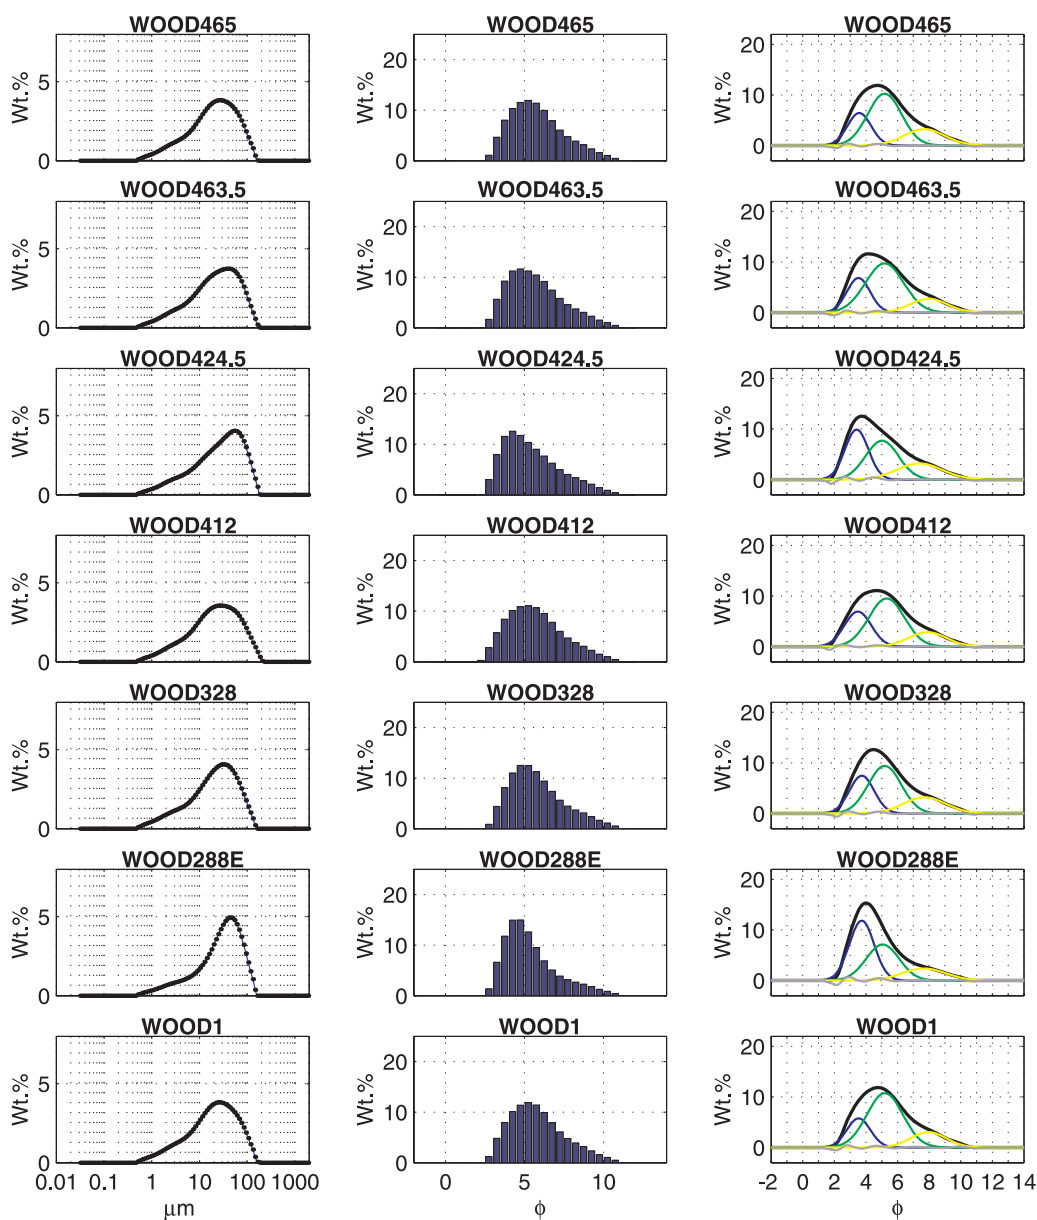 WOOD465 WOOD465 WOOD465
Wt.% 5 0 Wt.% 20 10 0 Wt.% 20 10 0
WOOD463.5 WOOD463.5 WOOD463.5
Wt.% 5 0 Wt.% 20 10 0 Wt.% 20 10 0
WOOD424.5 WOOD424.5 WOOD424.5
Wt.% 5 0 Wt.% 20 10 0 Wt.% 20 10 0
WOOD412 WOOD412 WOOD412
Wt.% 5 0 Wt.% 20 10 0 Wt.% 20 10 0
WOOD328 WOOD328 WOOD328
Wt.% 5 0 Wt.% 20 10 0 Wt.% 20 10 0
WOOD288E WOOD288E WOOD288E
Wt.% 5 0 Wt.% 20 10 0 Wt.% 20 10 0
WOOD1 WOOD1 WOOD1
Wt.% 5 0 Wt.% 20 10 0 Wt.% 20 10 0
0.01 0.1 1 10 100 1000 0 5 10 -2 0 2 4 6 8 10 12 14
μm ϕ ϕ